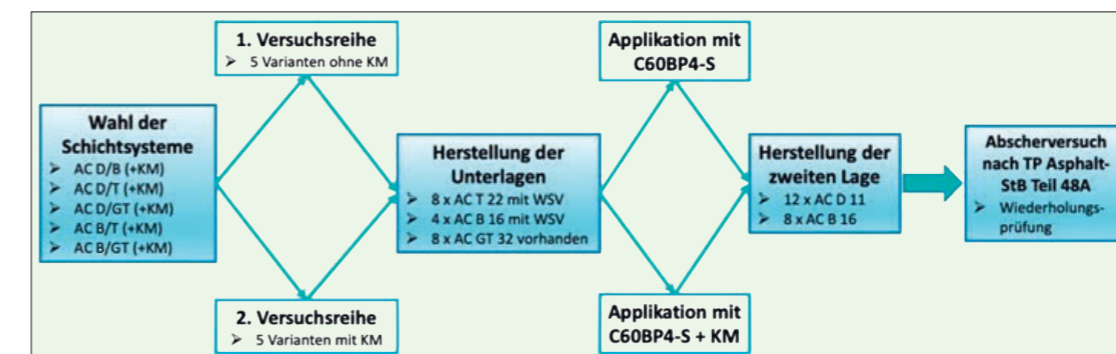 1. Versuchsreihe
➢ 5 Varianten ohne KM
Applikation mit
C60BP4-S
Wahl der
Schichtsysteme
➢ AC D/B (+KM)
➢ AC D/T (+KM)
➢ AC D/GT (+KM)
➢ AC B/T (+KM)
➢ AC B/GT (+KM)
Herstellung der
Unterlagen
➢ 8 x AC T 22 mit WSV
➢ 4 x AC B 16 mit WSV
➢ 8 x AC GT 32 vorhanden
Herstellung der
zweiten Lage
➢ 12 x AC D 11
➢ 8 x AC B 16
Abscherversuch
nach TP Asphalt-
StB Teil 48A
➢ Wiederholungs-
prüfung
2. Versuchsreihe
➢ 5 Varianten mit KM
Applikation mit
C60BP4-S + KM